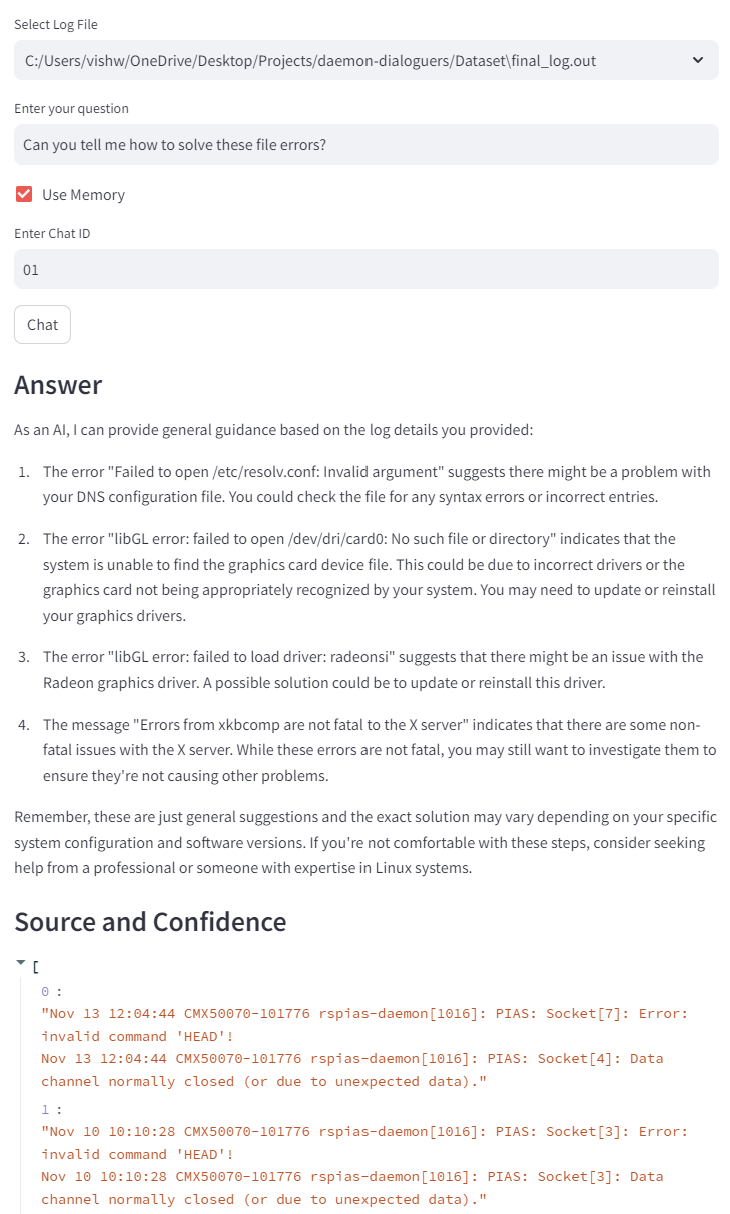 Select Log File
C:/Users/vishw/OneDrive/Desktop/Projects/daemon-dialoguers/Dataset\final_log.out
Enter your question
Can you tell me how to solve these file errors?
Use Memory
Enter Chat ID
01
Chat
Answer
As an AI, I can provide general guidance based on the log details you provided:
1. The error "Failed to open /etc/resolv.conf: Invalid argument" suggests there might be a problem with
your DNS configuration file. You could check the file for any syntax errors or incorrect entries.
2. The error "libGL error: failed to open /dev/dri/card0: No such file or directory" indicates that the
system is unable to find the graphics card device file. This could be due to incorrect drivers or the
graphics card not being appropriately recognized by your system. You may need to update or reinstall
your graphics drivers.
3. The error "libGL error: failed to load driver: radeonsi" suggests that there might be an issue with the
Radeon graphics driver. A possible solution could be to update or reinstall this driver.
4. The message "Errors from xkbcomp are not fatal to the X server" indicates that there are some non-
fatal issues with the X server. While these errors are not fatal, you may still want to investigate them to
ensure they're not causing other problems.
Remember, these are just general suggestions and the exact solution may vary depending on your specific
system configuration and software versions. If you're not comfortable with these steps, consider seeking
help from a professional or someone with expertise in Linux systems.
Source and Confidence
[
0 :
"Nov 13 12:04:44 CMX50070-101776 rspias-daemon[1016]: PIAS: Socket[7]: Error:
invalid command 'HEAD'!
Nov 13 12:04:44 CMX50070-101776 rspias-daemon[1016]: PIAS: Socket[4]: Data
channel normally closed (or due to unexpected data)."
1 :
"Nov 10 10:10:28 CMX50070-101776 rspias-daemon[1016]: PIAS: Socket[3]: Error:
invalid command 'HEAD'!
Nov 10 10:10:28 CMX50070-101776 rspias-daemon[1016]: PIAS: Socket[3]: Data
channel normally closed (or due to unexpected data)."